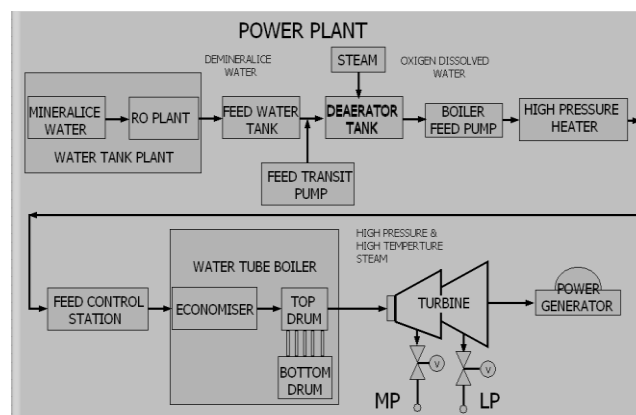 POWER PLANT
DEMINERALICE
WATER
STEAM
OXIGEN DISSOLVED
WATER
MINERALICE
WATER
RO PLANT
FEED WATER
TANK
DEAERATOR
TANK
BOILER
FEED PUMP
HIGH PRESSURE
HEATER
WATER TANK PLANT
FEED TRANSIT
PUMP
HIGH PRESSURE &
HIGH TEMPERTURE
STEAM
WATER TUBE BOILER
FEED CONTROL
STATION
ECONOMISER
TOP
DRUM
TURBINE
POWER
GENERATOR
BOTTOM
DRUM
V
V
MP
LP